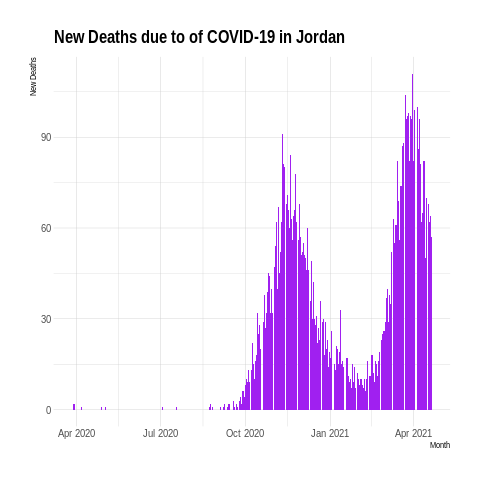 New Deaths due to of COVID-19 in Jordan
New Deaths
90
60
30
0
Apr 2020 Jul 2020 Oct 2020 Jan 2021 Apr 2021
Month